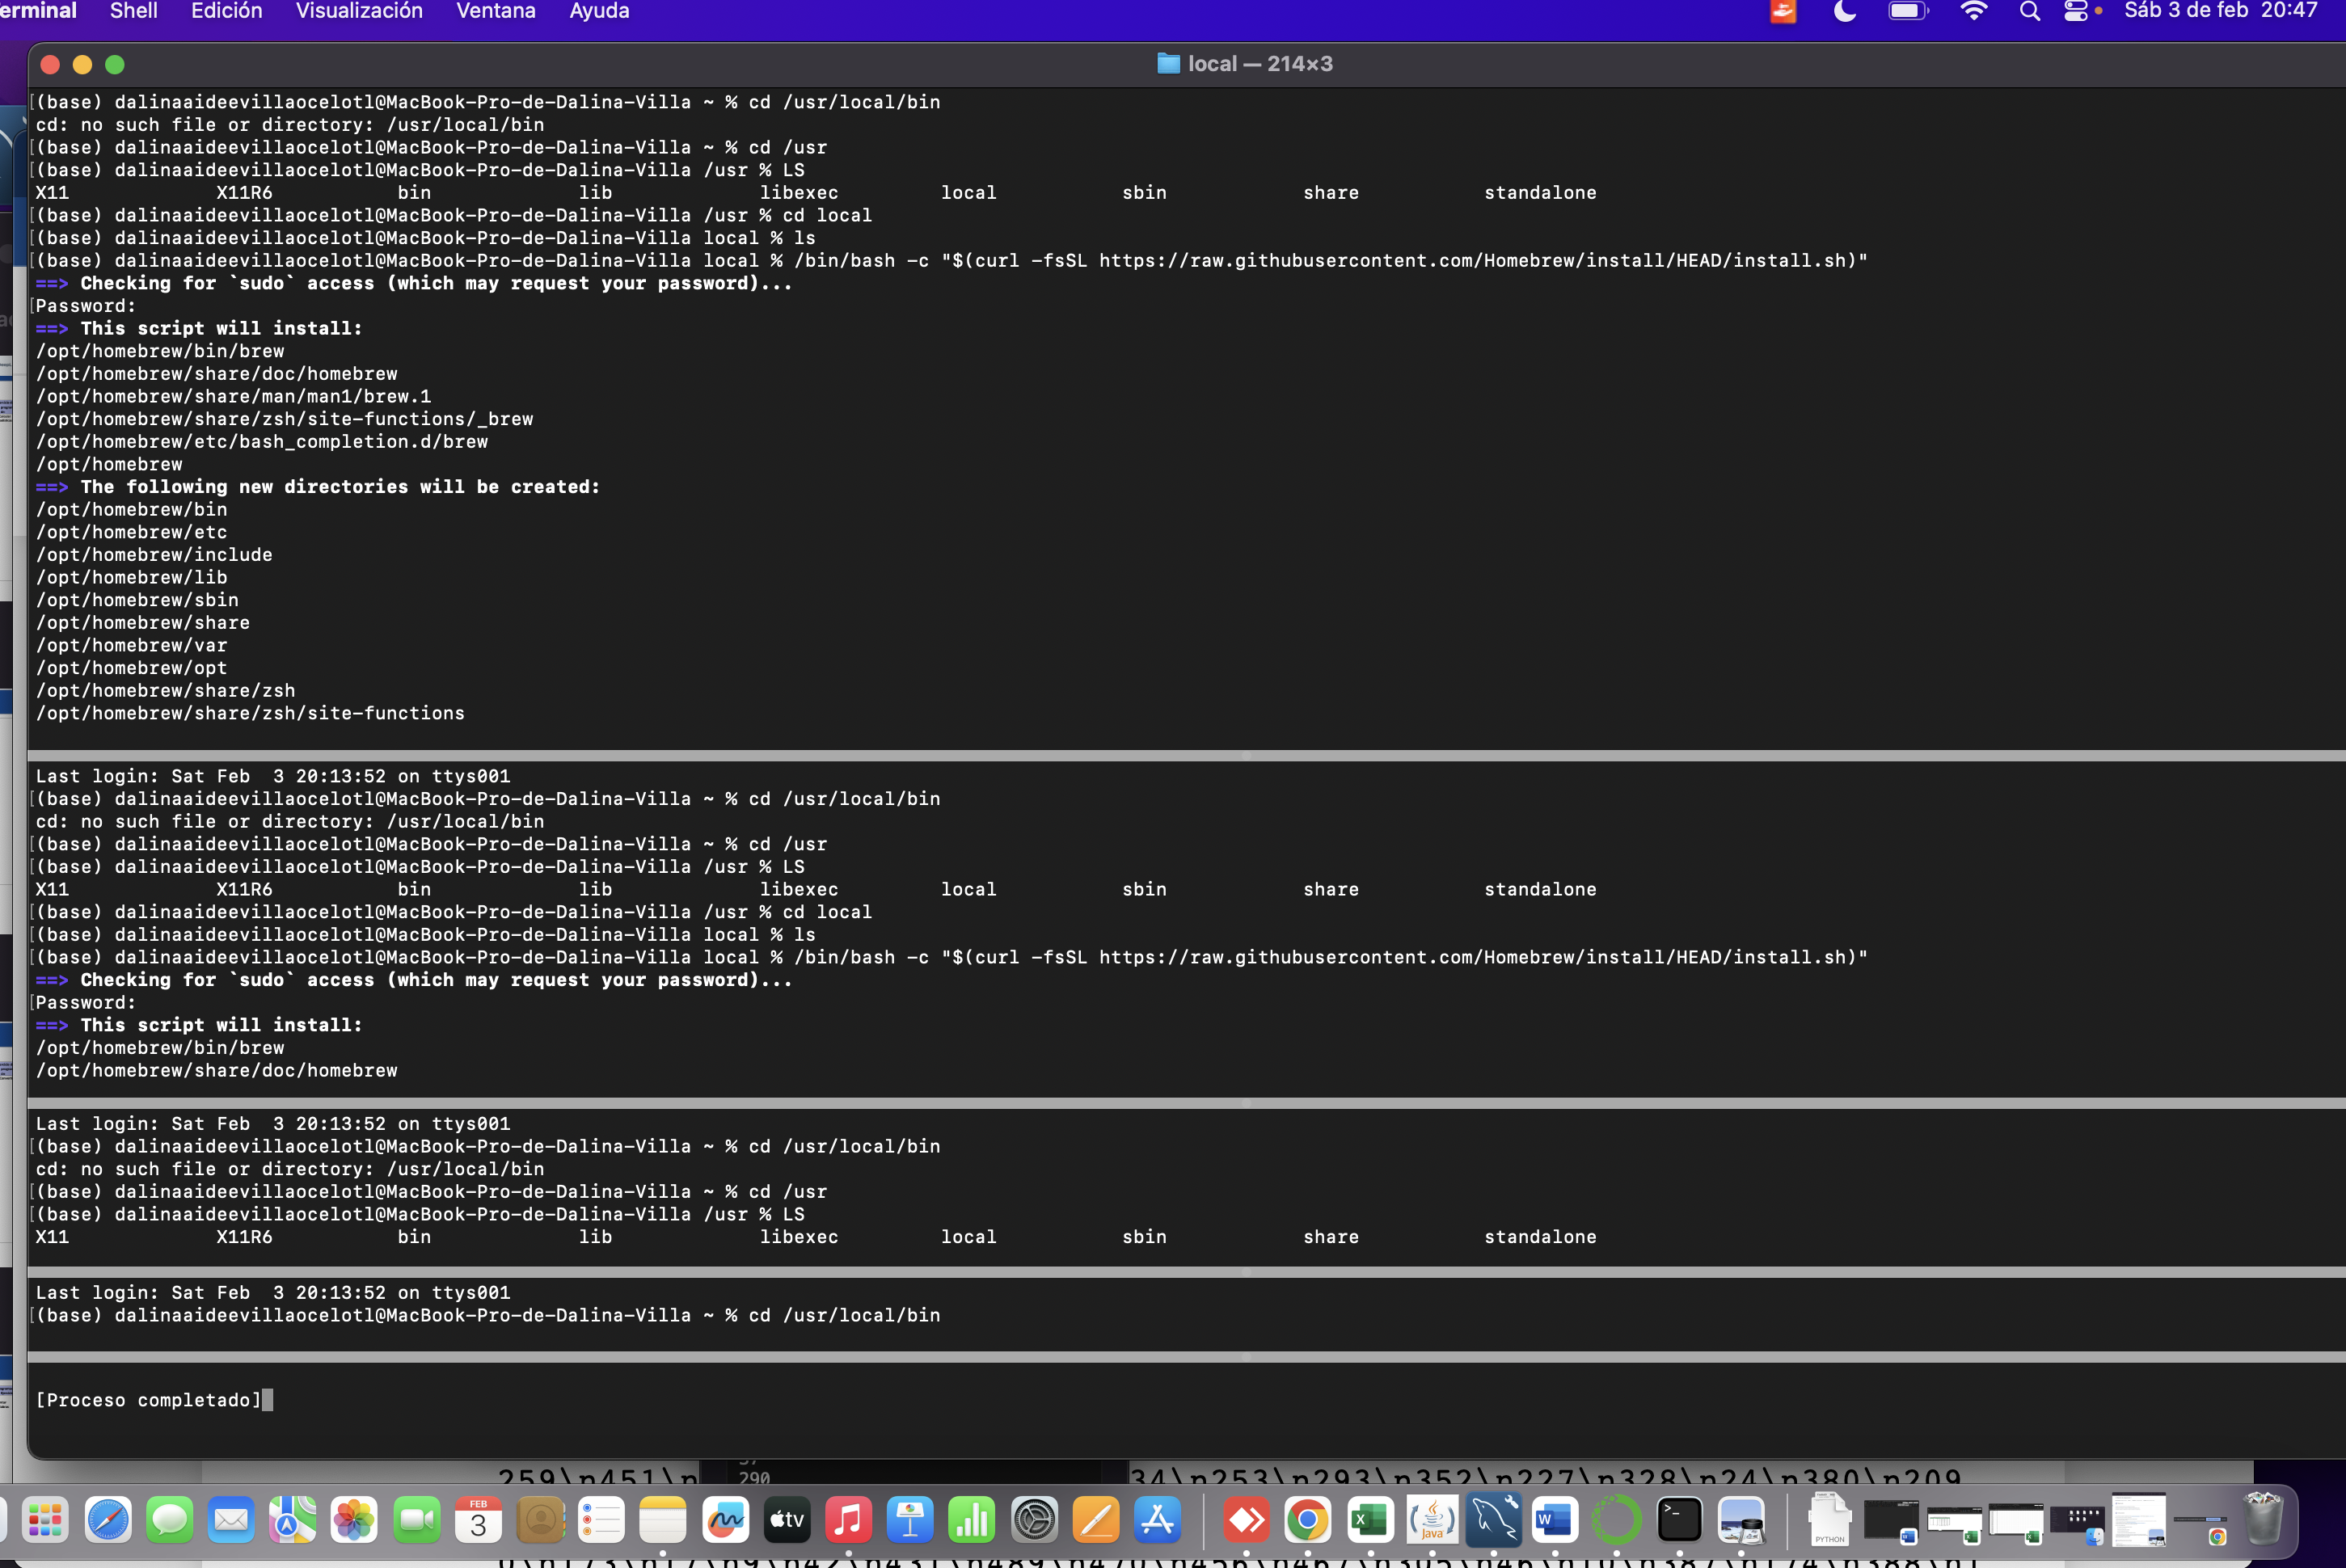 erminal Shell Edición Visualización Ventana Ayuda Sáb 3 de feb 20:47
local — 214×3
(base) dalinaaideevillaocelotl@MacBook-Pro-de-Dalina-Villa ~ % cd /usr/local/bin
cd: no such file or directory: /usr/local/bin
(base) dalinaaideevillaocelotl@MacBook-Pro-de-Dalina-Villa ~ % cd /usr
(base) dalinaaideevillaocelotl@MacBook-Pro-de-Dalina-Villa /usr % LS
X11 X11R6 bin lib libexec local sbin share standalone
(base) dalinaaideevillaocelotl@MacBook-Pro-de-Dalina-Villa /usr % cd local
(base) dalinaaideevillaocelotl@MacBook-Pro-de-Dalina-Villa local % ls
(base) dalinaaideevillaocelotl@MacBook-Pro-de-Dalina-Villa local % /bin/bash -c "$(curl -fsSL https://raw.githubusercontent.com/Homebrew/install/HEAD/install.sh)"
==> Checking for `sudo` access (which may request your password)...
Password:
==> This script will install:
/opt/homebrew/bin/brew
/opt/homebrew/share/doc/homebrew
/opt/homebrew/share/man/man1/brew.1
/opt/homebrew/share/zsh/site-functions/_brew
/opt/homebrew/etc/bash_completion.d/brew
/opt/homebrew
==> The following new directories will be created:
/opt/homebrew/bin
/opt/homebrew/etc
/opt/homebrew/include
/opt/homebrew/lib
/opt/homebrew/sbin
/opt/homebrew/share
/opt/homebrew/var
/opt/homebrew/opt
/opt/homebrew/share/zsh
/opt/homebrew/share/zsh/site-functions
Last login: Sat Feb  3 20:13:52 on ttys001
(base) dalinaaideevillaocelotl@MacBook-Pro-de-Dalina-Villa ~ % cd /usr/local/bin
cd: no such file or directory: /usr/local/bin
(base) dalinaaideevillaocelotl@MacBook-Pro-de-Dalina-Villa ~ % cd /usr
(base) dalinaaideevillaocelotl@MacBook-Pro-de-Dalina-Villa /usr % LS
X11 X11R6 bin lib libexec local sbin share standalone
(base) dalinaaideevillaocelotl@MacBook-Pro-de-Dalina-Villa /usr % cd local
(base) dalinaaideevillaocelotl@MacBook-Pro-de-Dalina-Villa local % ls
(base) dalinaaideevillaocelotl@MacBook-Pro-de-Dalina-Villa local % /bin/bash -c "$(curl -fsSL https://raw.githubusercontent.com/Homebrew/install/HEAD/install.sh)"
==> Checking for `sudo` access (which may request your password)...
Password:
==> This script will install:
/opt/homebrew/bin/brew
/opt/homebrew/share/doc/homebrew
Last login: Sat Feb  3 20:13:52 on ttys001
(base) dalinaaideevillaocelotl@MacBook-Pro-de-Dalina-Villa ~ % cd /usr/local/bin
cd: no such file or directory: /usr/local/bin
(base) dalinaaideevillaocelotl@MacBook-Pro-de-Dalina-Villa ~ % cd /usr
(base) dalinaaideevillaocelotl@MacBook-Pro-de-Dalina-Villa /usr % LS
X11 X11R6 bin lib libexec local sbin share standalone
Last login: Sat Feb  3 20:13:52 on ttys001
(base) dalinaaideevillaocelotl@MacBook-Pro-de-Dalina-Villa ~ % cd /usr/local/bin
[Proceso completado]
259\n451\n 290 34\n253\n293\n352\n227\n328\n24\n380\n209
FEB
3
tv
Java
W
PYTHON